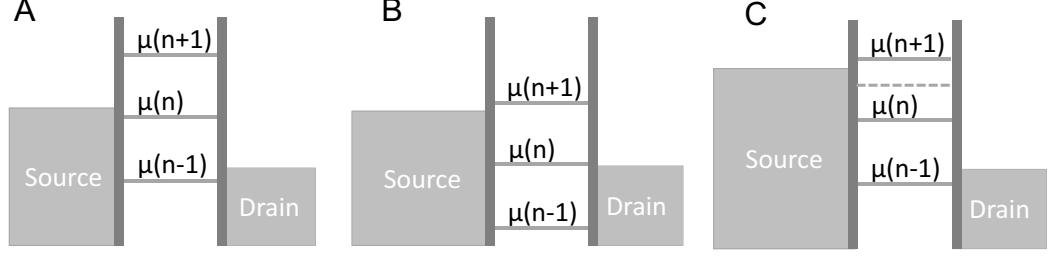 A
μ(n+1)
μ(n)
μ(n-1)
Source
Drain
B
μ(n+1)
μ(n)
μ(n-1)
Source
Drain
C
μ(n+1)
μ(n)
μ(n-1)
Source
Drain